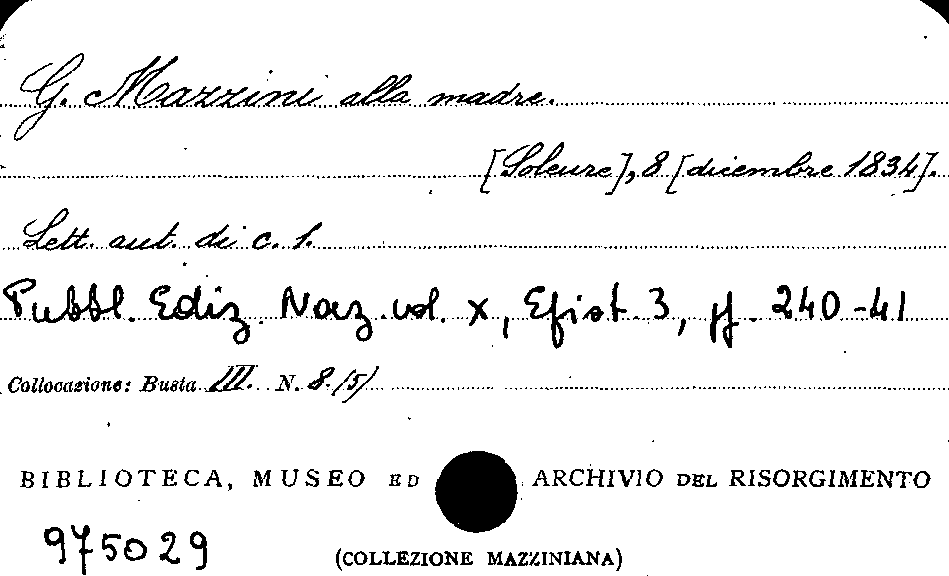 G. Mazzini alla madre.
[Soleure], 8 [dicembre 1834].
Lett. aut. di c. 1.
Pubbl. Ediz. Naz. vol. X, Epist. 3, pp. 240-41
Collocazione: Busta III. N. 8 (5)
BIBLIOTECA, MUSEO ED ARCHIVIO DEL RISORGIMENTO
975029
(COLLEZIONE MAZZINIANA)